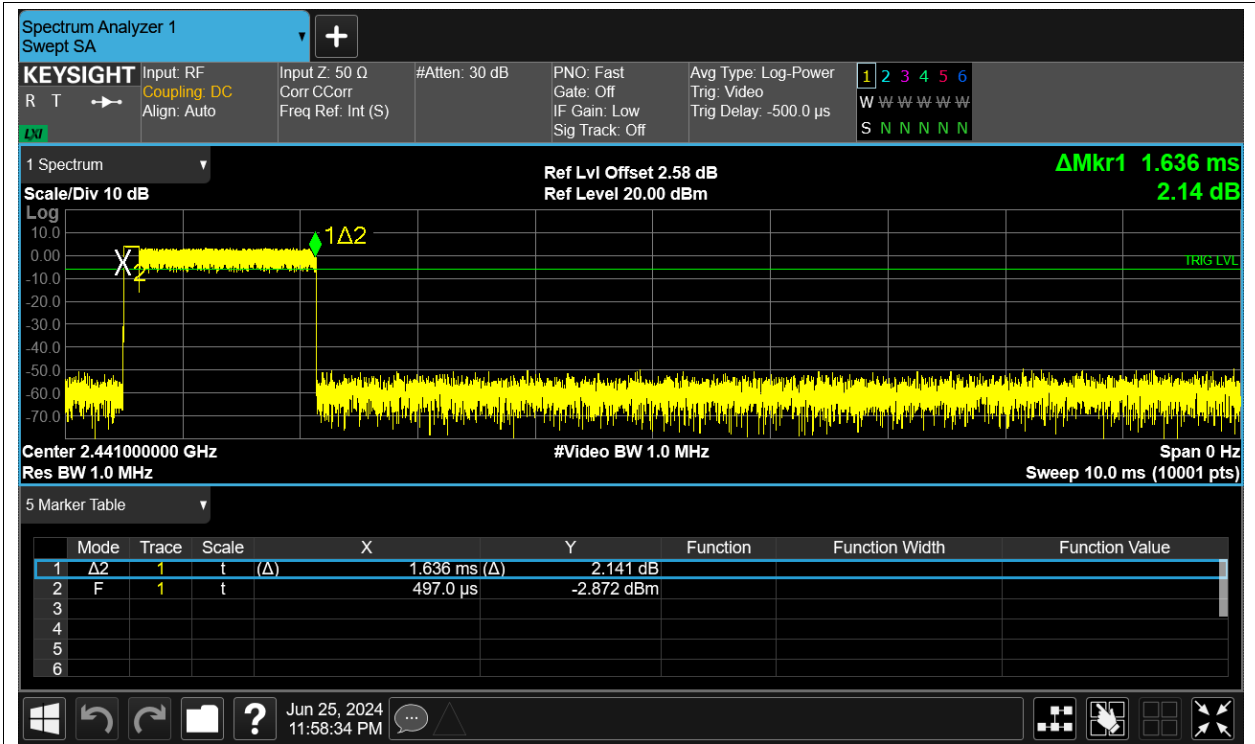 Spectrum Analyzer 1
Swept SA
KEYSIGHT Input: RF Input Z: 50 Ω #Atten: 30 dB PNO: Fast Avg Type: Log-Power 1 2 3 4 5 6
R T Coupling: DC Corr CCorr Gate: Off Trig: Video W W W W W W
Align: Auto Freq Ref: Int (S) IF Gain: Low Trig Delay: -500.0 µs
LXI Sig Track: Off S N N N N N
1 Spectrum Ref Lvl Offset 2.58 dB ΔMkr1 1.636 ms
Scale/Div 10 dB Ref Level 20.00 dBm 2.14 dB
Log
10.0 1Δ2
0.00 X TRIG LVL
-10.0 2
-20.0
-30.0
-40.0
-50.0
-60.0
-70.0
Center 2.441000000 GHz #Video BW 1.0 MHz Span 0 Hz
Res BW 1.0 MHz Sweep 10.0 ms (10001 pts)
5 Marker Table
Mode Trace Scale X Y Function Function Width Function Value
1 Δ2 1 t (Δ) 1.636 ms (Δ) 2.141 dB
2 F 1 t 497.0 µs -2.872 dBm
3
4
5
6
? Jun 25, 2024
11:58:34 PM